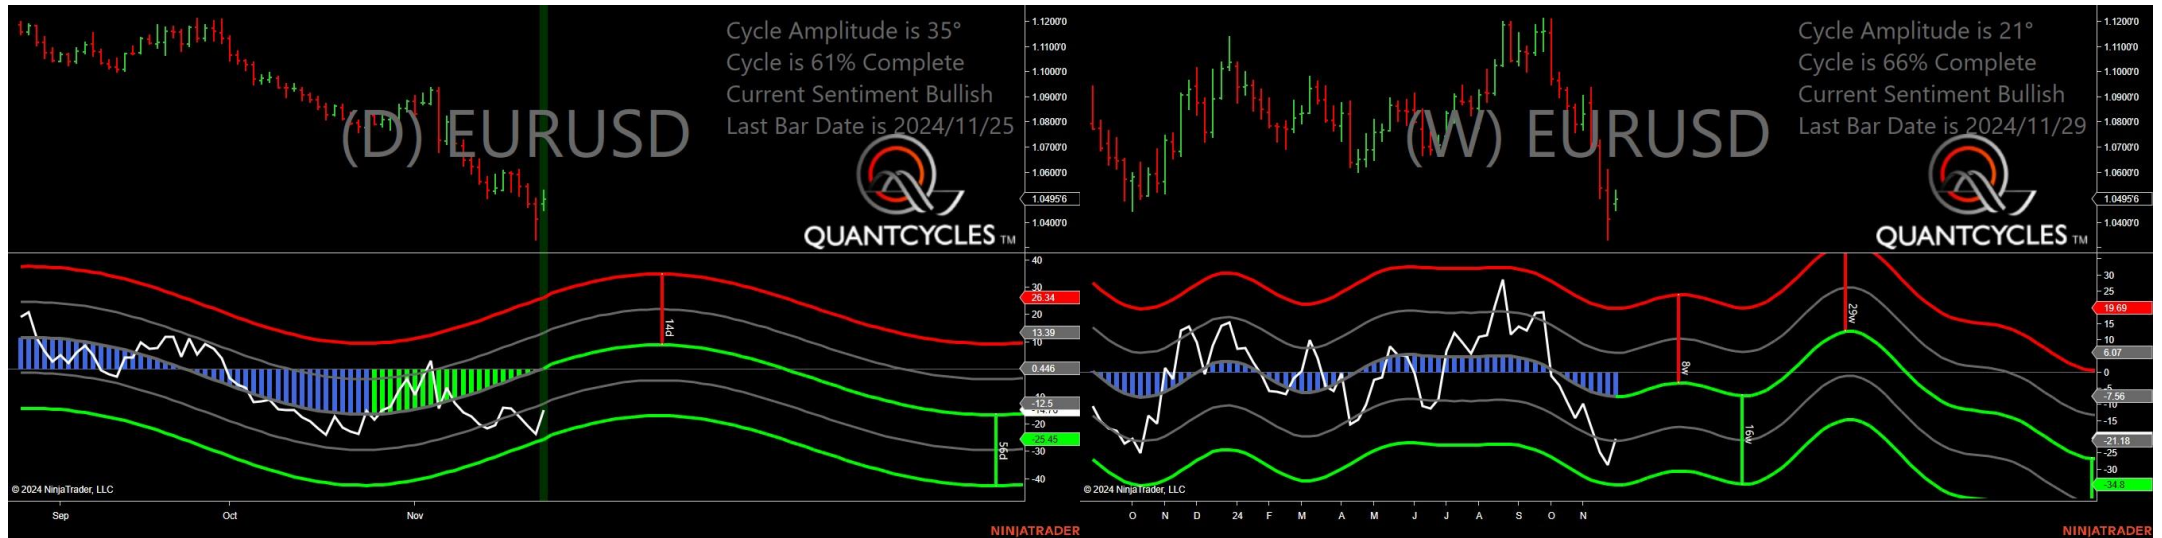 Cycle Amplitude is 35°
Cycle is 61% Complete
Current Sentiment Bullish
Last Bar Date is 2024/11/25
(D) EURUSD
QUANTCYCLES TM
1.1200'0
1.1100'0
1.1000'0
1.0900'0
1.0800'0
1.0700'0
1.0600'0
1.0495'6
1.0400'0
40
30
26.34
20
13.39
10
0.446
-12.5
-20
-25.45
-30
-40
14d
56d
© 2024 NinjaTrader, LLC
Sep Oct Nov
NINJATRADER
Cycle Amplitude is 21°
Cycle is 66% Complete
Current Sentiment Bullish
Last Bar Date is 2024/11/29
(W) EURUSD
QUANTCYCLES TM
1.1200'0
1.1100'0
1.1000'0
1.0900'0
1.0800'0
1.0700'0
1.0600'0
1.0495'6
1.0400'0
30
25
19.69
15
10
6.07
0
-5
-7.56
-10
-15
-21.18
-25
-30
-34.8
8w
16w
29w
© 2024 NinjaTrader, LLC
O N D 24 F M A M J J A S O N
NINJATRADER